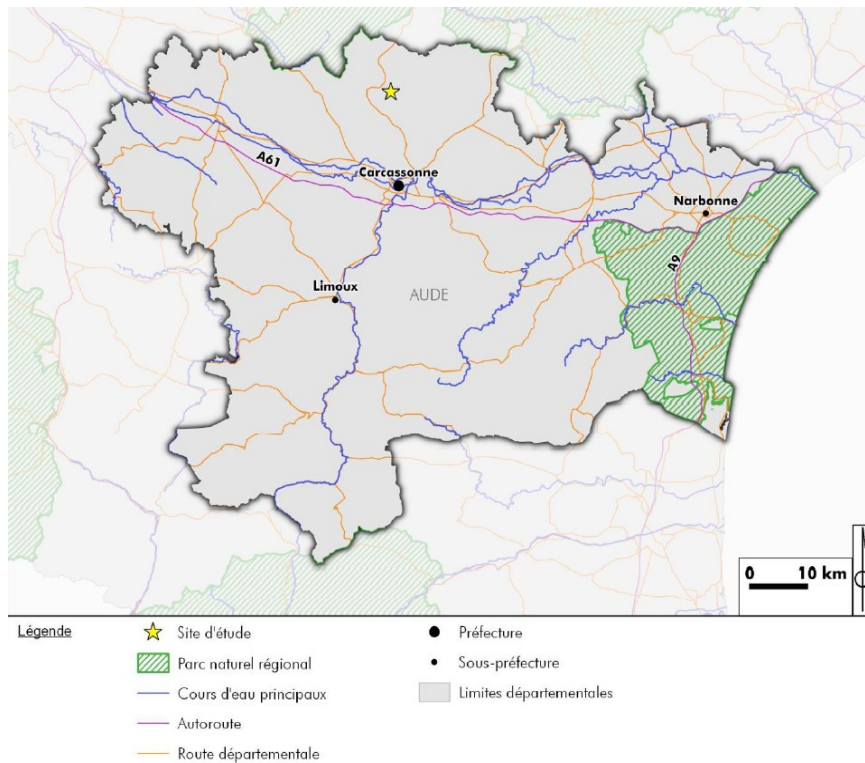 A61
Carcassonne
Narbonne
A9
Limoux
AUDE
0 10 km
Légende
Site d'étude
Préfecture
Parc naturel régional
Sous-préfecture
Cours d'eau principaux
Limites départementales
Autoroute
Route départementale